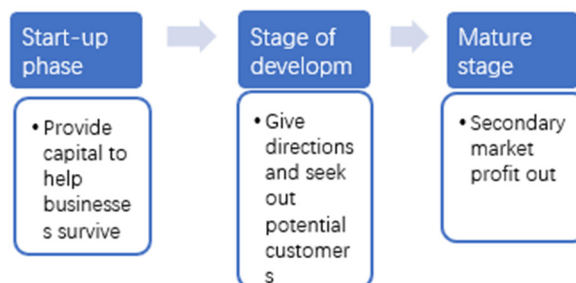 Start-up
phase
• Provide
capital to
help
businesse
s survive
Stage of
developm
• Give
directions
and seek
out
potential
customer
s
Mature
stage
• Secondary
market
profit out